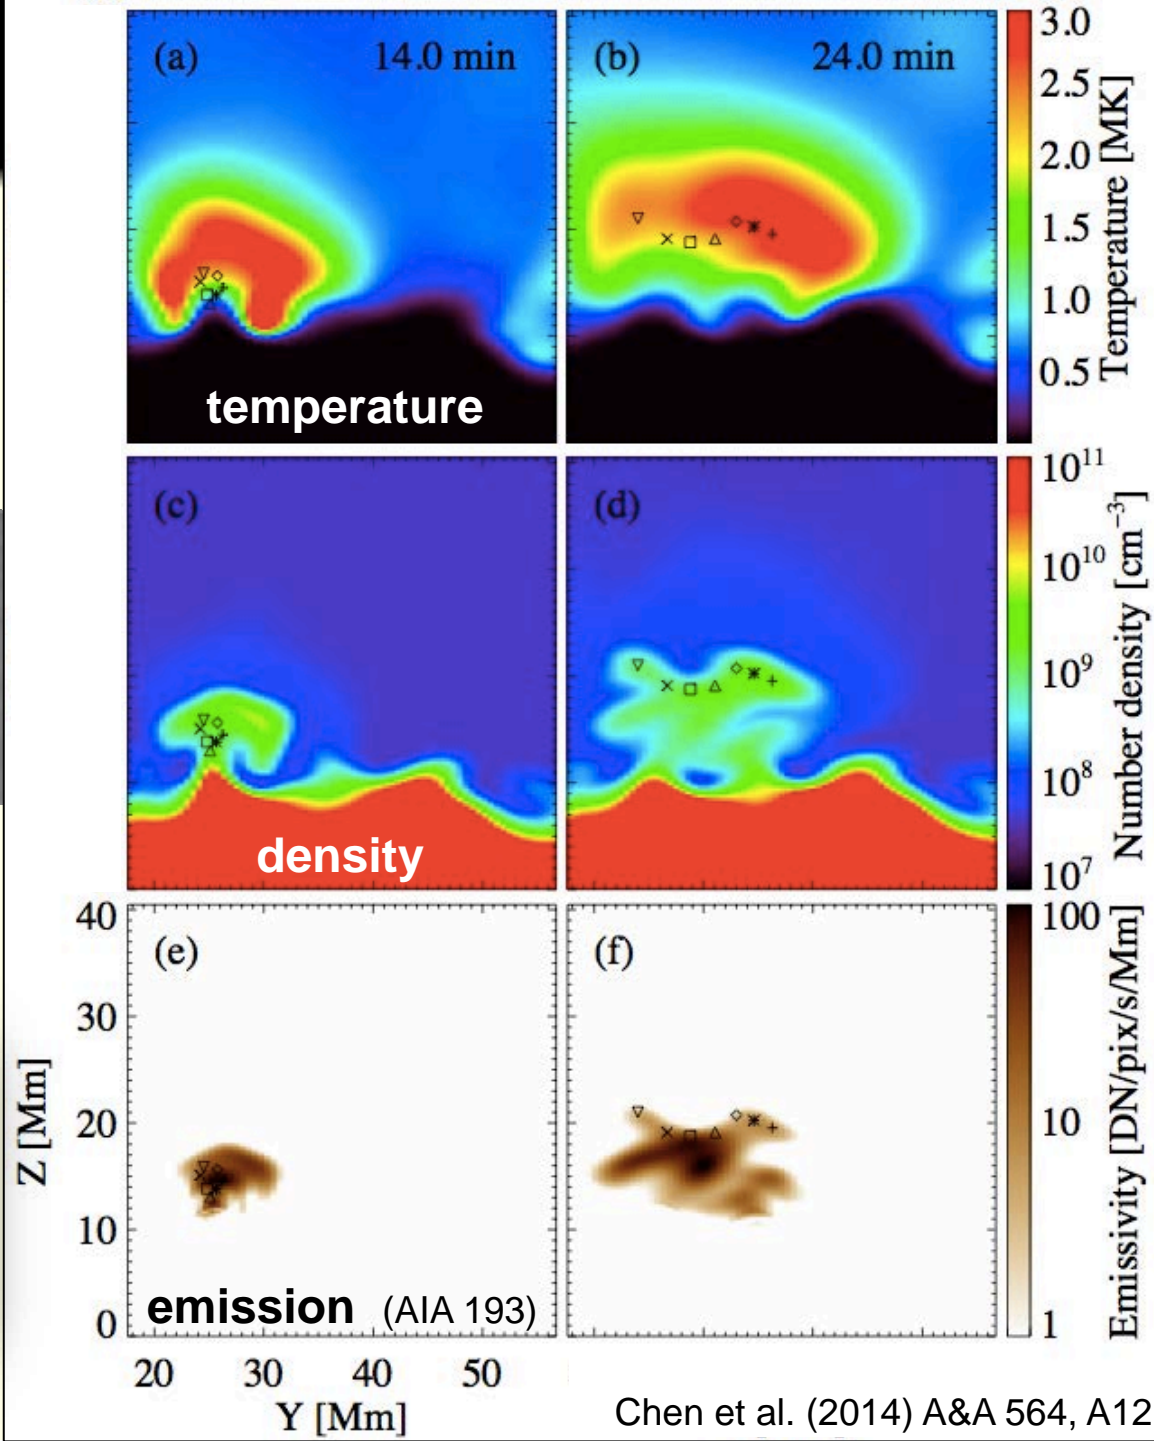 (a) 14.0 min
(b) 24.0 min
temperature
3.0
2.5
2.0
1.5
1.0
0.5
Temperature [MK]
(c)
(d)
density
10¹¹
10¹⁰
10⁹
10⁸
10⁷
Number density [cm⁻³]
(e)
(f)
emission (AIA 193)
40
30
20
10
0
Z [Mm]
100
10
1
Emissivity [DN/pix/s/Mm]
20 30 40 50
Y [Mm]
Chen et al. (2014) A&A 564, A12